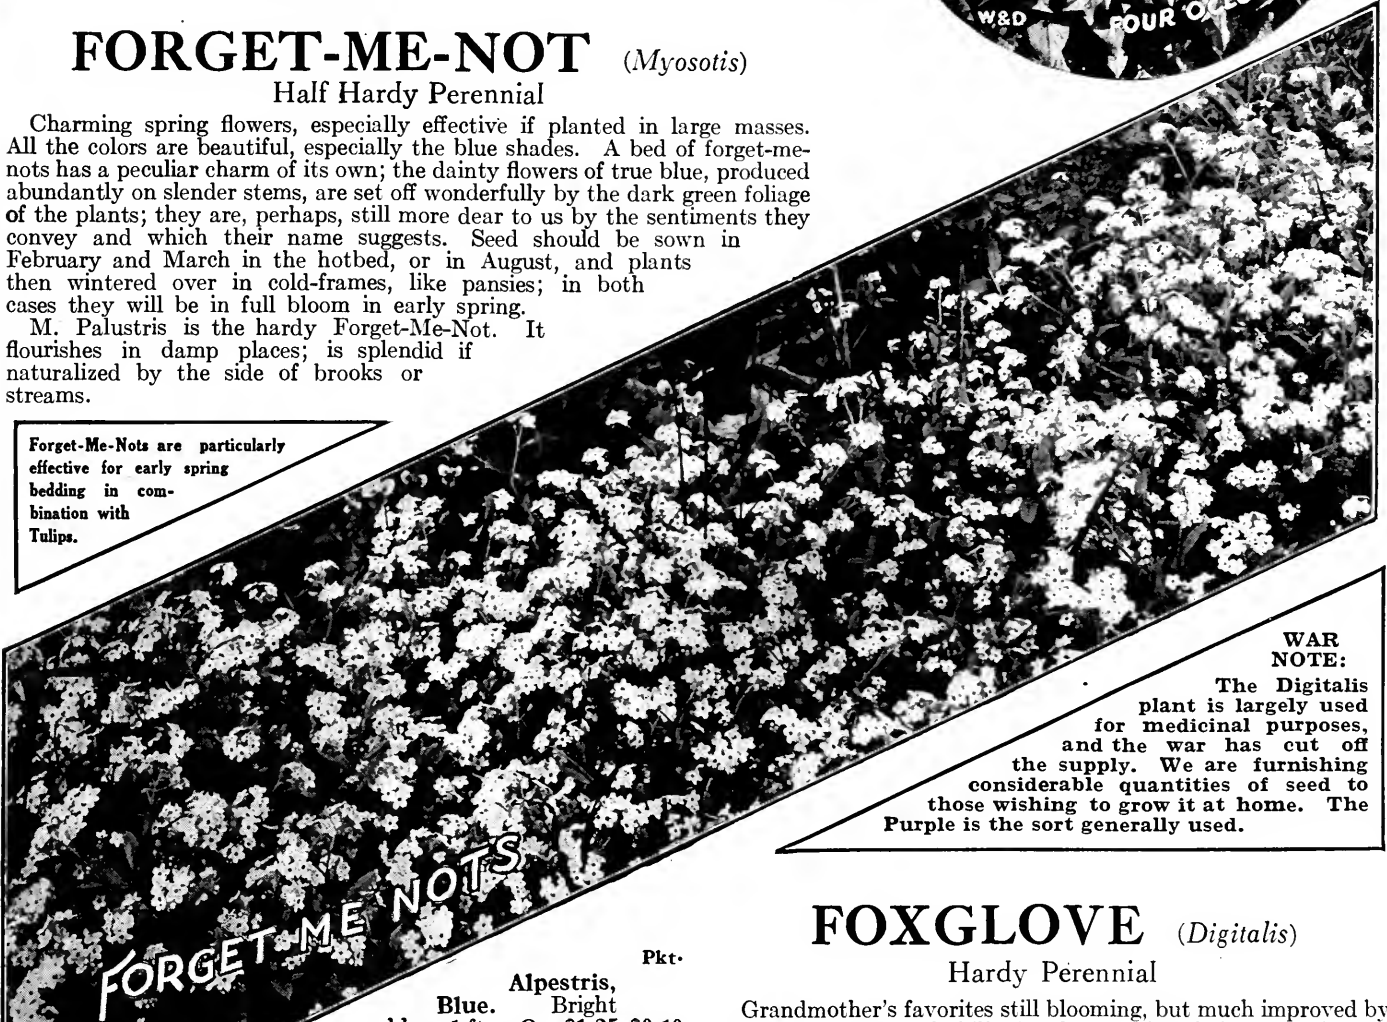 W&D
FOUR
FORGET-ME-NOT (Myosotis)
Half Hardy Perennial
Charming spring flowers, especially effective if planted in large masses.
All the colors are beautiful, especially the blue shades. A bed of forget-me-
nots has a peculiar charm of its own; the dainty flowers of true blue, produced
abundantly on slender stems, are set off wonderfully by the dark green foliage
of the plants; they are, perhaps, still more dear to us by the sentiments they
convey and which their name suggests. Seed should be sown in
February and March in the hotbed, or in August, and plants
then wintered over in cold-frames, like pansies; in both
cases they will be in full bloom in early spring.
M. Palustris is the hardy Forget-Me-Not. It
flourishes in damp places; is splendid if
naturalized by the side of brooks or
streams.
Forget-Me-Nots are particularly
effective for early spring
bedding in com-
bination with
Tulips.
FORGET-ME NOTS
WAR
NOTE:
The Digitalis
plant is largely used
for medicinal purposes,
and the war has cut off
the supply. We are furnishing
considerable quantities of seed to
those wishing to grow it at home. The
Purple is the sort generally used.
Pkt.
Alpestris,
Blue. Bright
FOXGLOVE (Digitalis)
Hardy Perennial
Grandmother's favorites still blooming, but much improved by